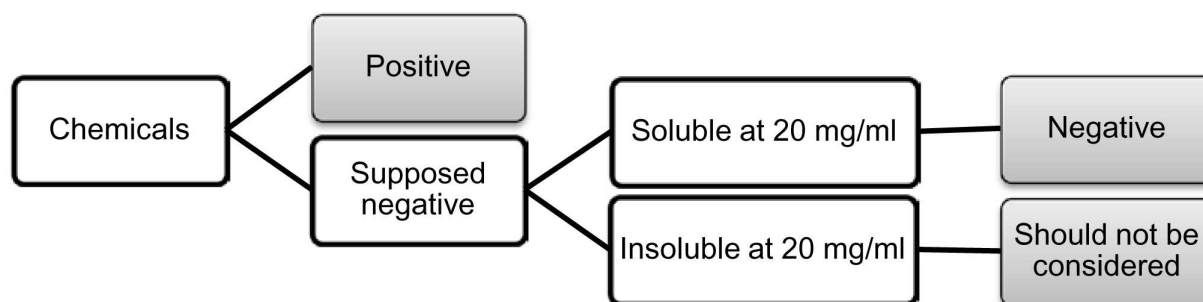 Chemicals
Positive
Supposed
negative
Soluble at 20 mg/ml
Insoluble at 20 mg/ml
Negative
Should not be
considered